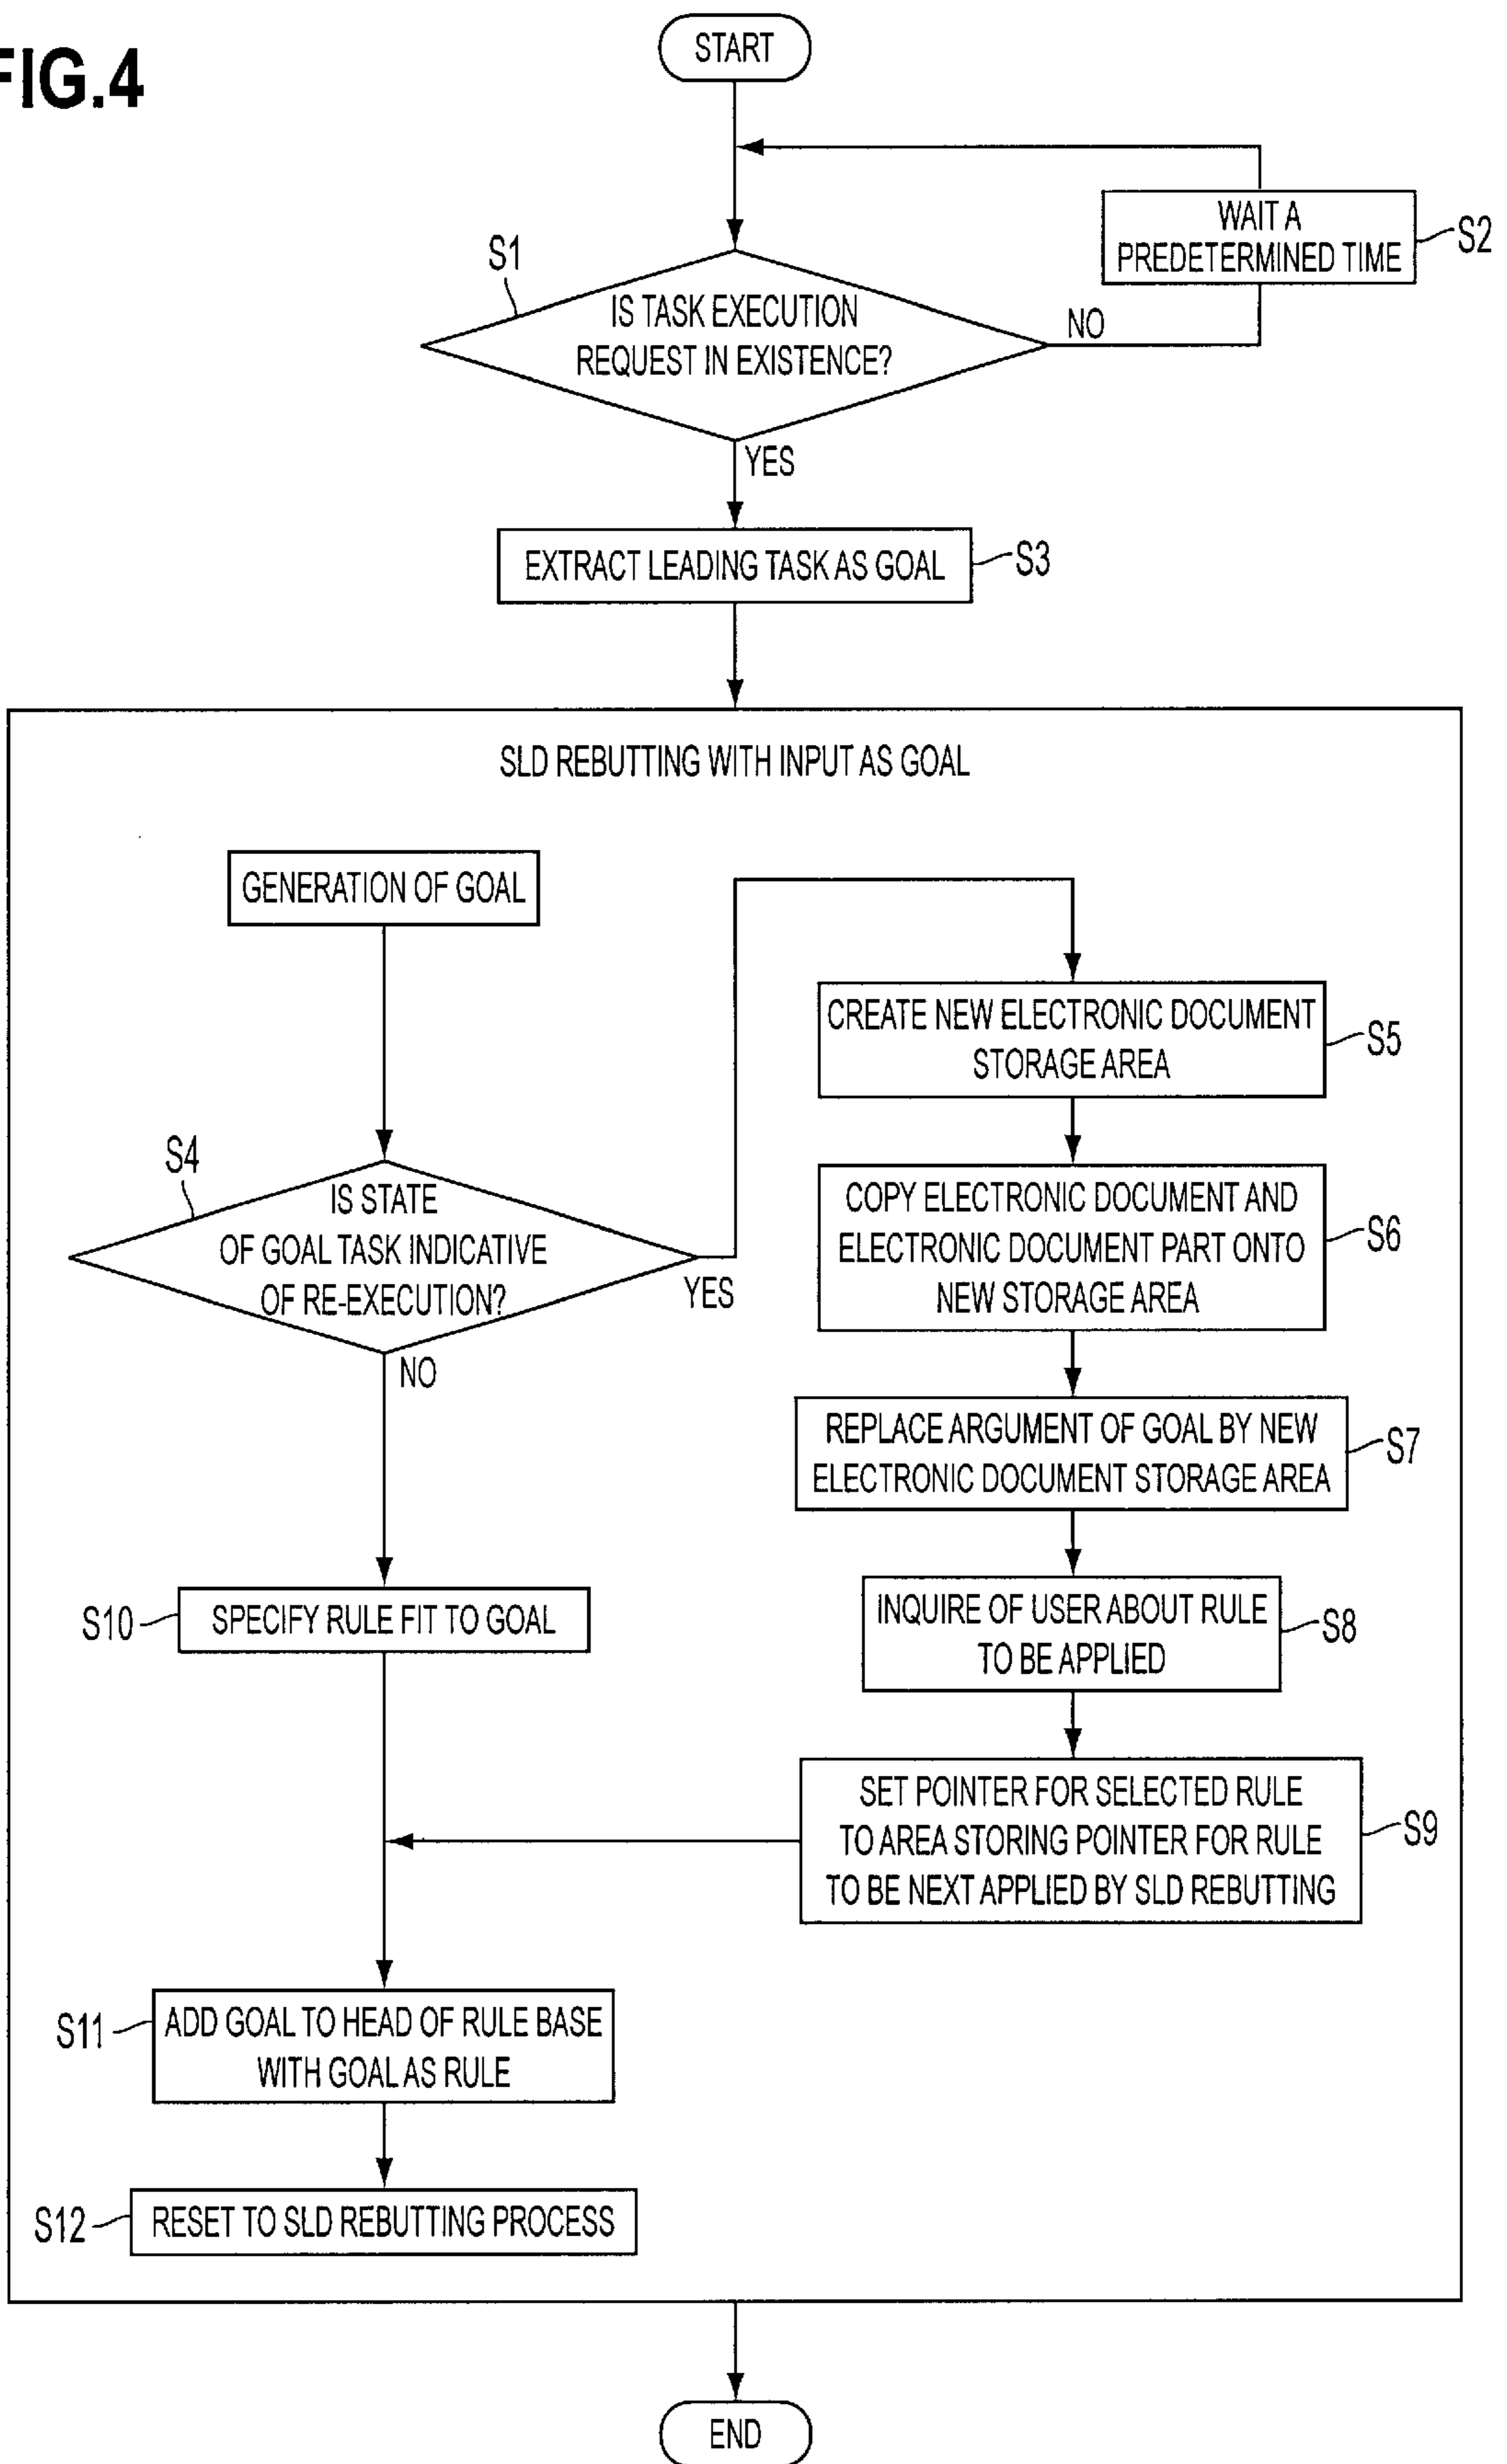 FIG.4
START
WAIT A
PREDETERMINED TIME
S2
S1
IS TASK EXECUTION
REQUEST IN EXISTENCE?
NO
YES
EXTRACT LEADING TASK AS GOAL
S3
SLD REBUTTING WITH INPUT AS GOAL
GENERATION OF GOAL
S4
IS STATE
OF GOAL TASK INDICATIVE
OF RE-EXECUTION?
YES
NO
CREATE NEW ELECTRONIC DOCUMENT
STORAGE AREA
S5
COPY ELECTRONIC DOCUMENT AND
ELECTRONIC DOCUMENT PART ONTO
NEW STORAGE AREA
S6
REPLACE ARGUMENT OF GOAL BY NEW
ELECTRONIC DOCUMENT STORAGE AREA
S7
INQUIRE OF USER ABOUT RULE
TO BE APPLIED
S8
SET POINTER FOR SELECTED RULE
TO AREA STORING POINTER FOR RULE
TO BE NEXT APPLIED BY SLD REBUTTING
S9
S10
SPECIFY RULE FIT TO GOAL
S11
ADD GOAL TO HEAD OF RULE BASE
WITH GOAL AS RULE
S12
RESET TO SLD REBUTTING PROCESS
END